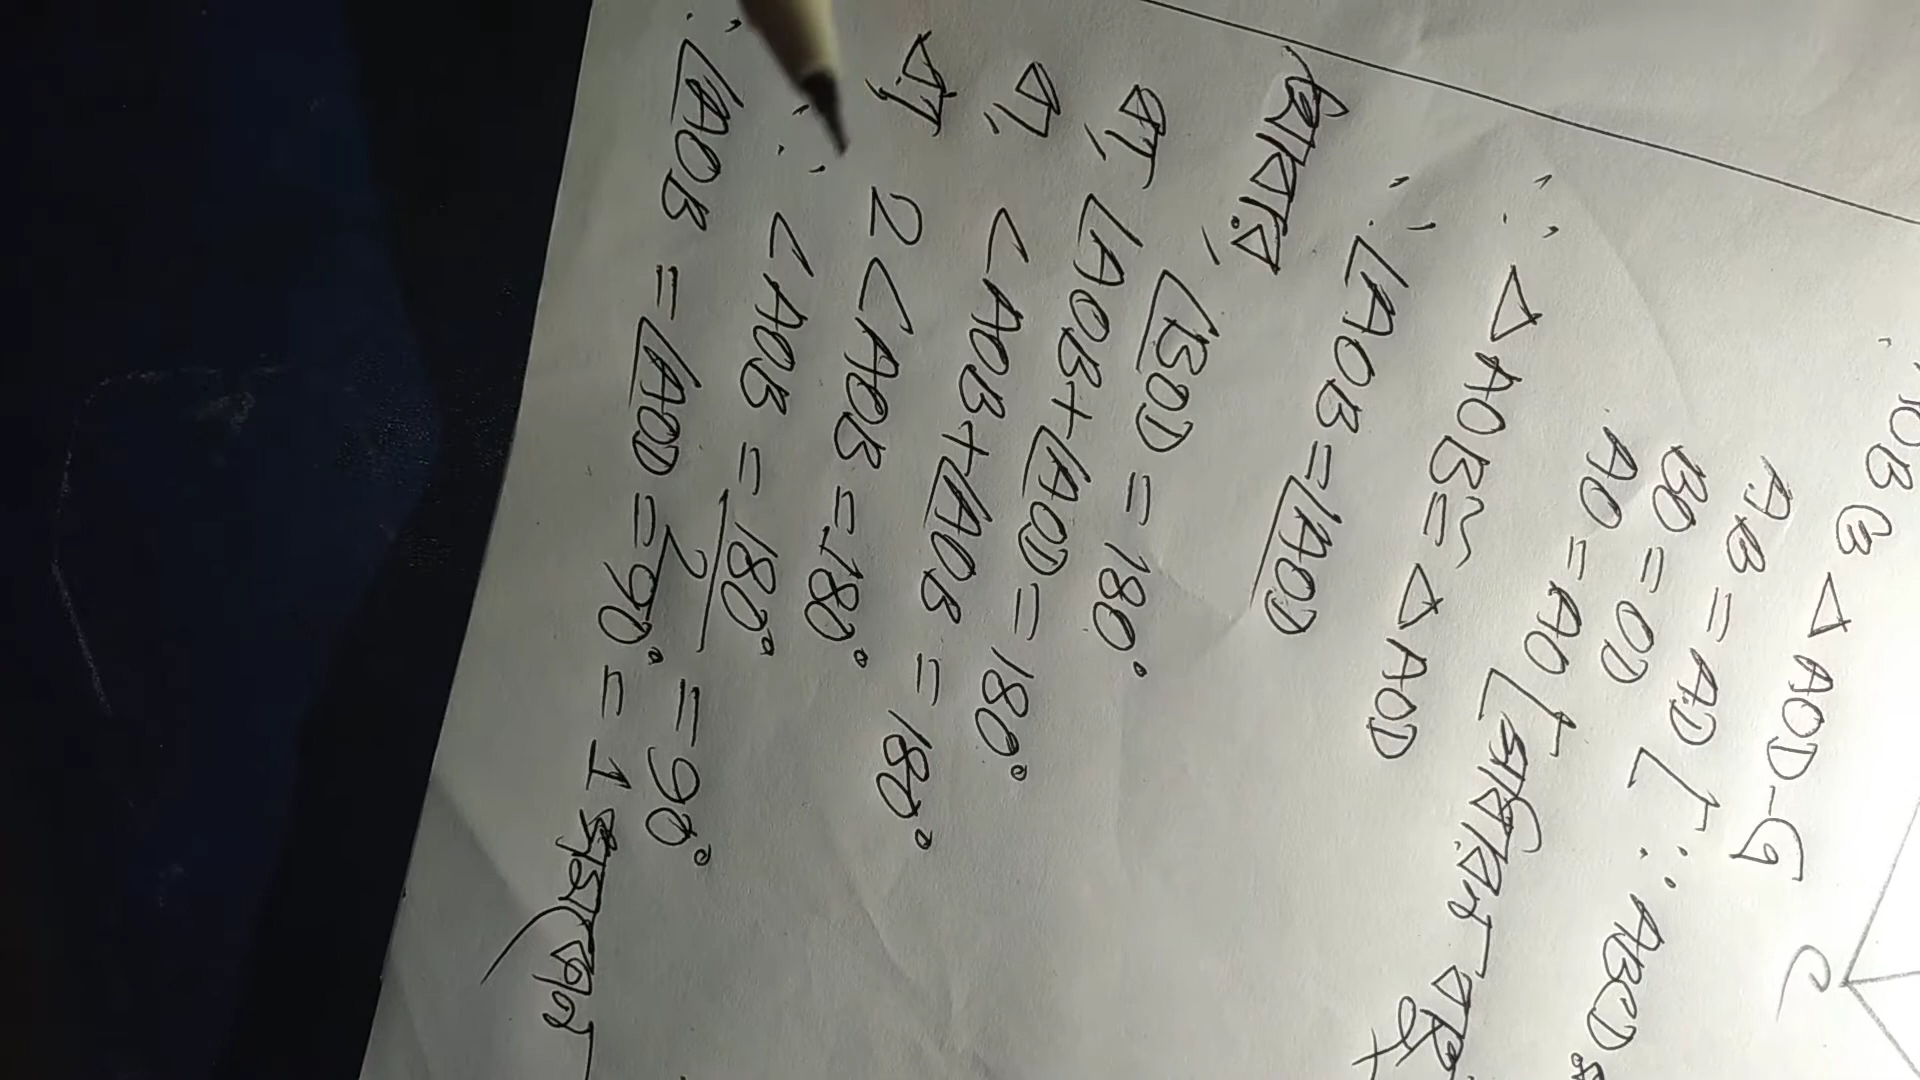 OB ও △AOD-এ
AB = AD [∵ ABCD
BO = OD
AO = AO [সাধারণ বাহু]
∴ △AOB ≅ △AOD
∴ ∠AOB = ∠AOD
আবার, ∠BOD = 180°
বা, ∠AOB + ∠AOD = 180°
বা, ∠AOB + ∠AOB = 180°
বা, 2∠AOB = 180°
∴ ∠AOB = 180°/2 = 90°
∴ ∠AOB = ∠AOD = 90° = 1 সমকোণ
C